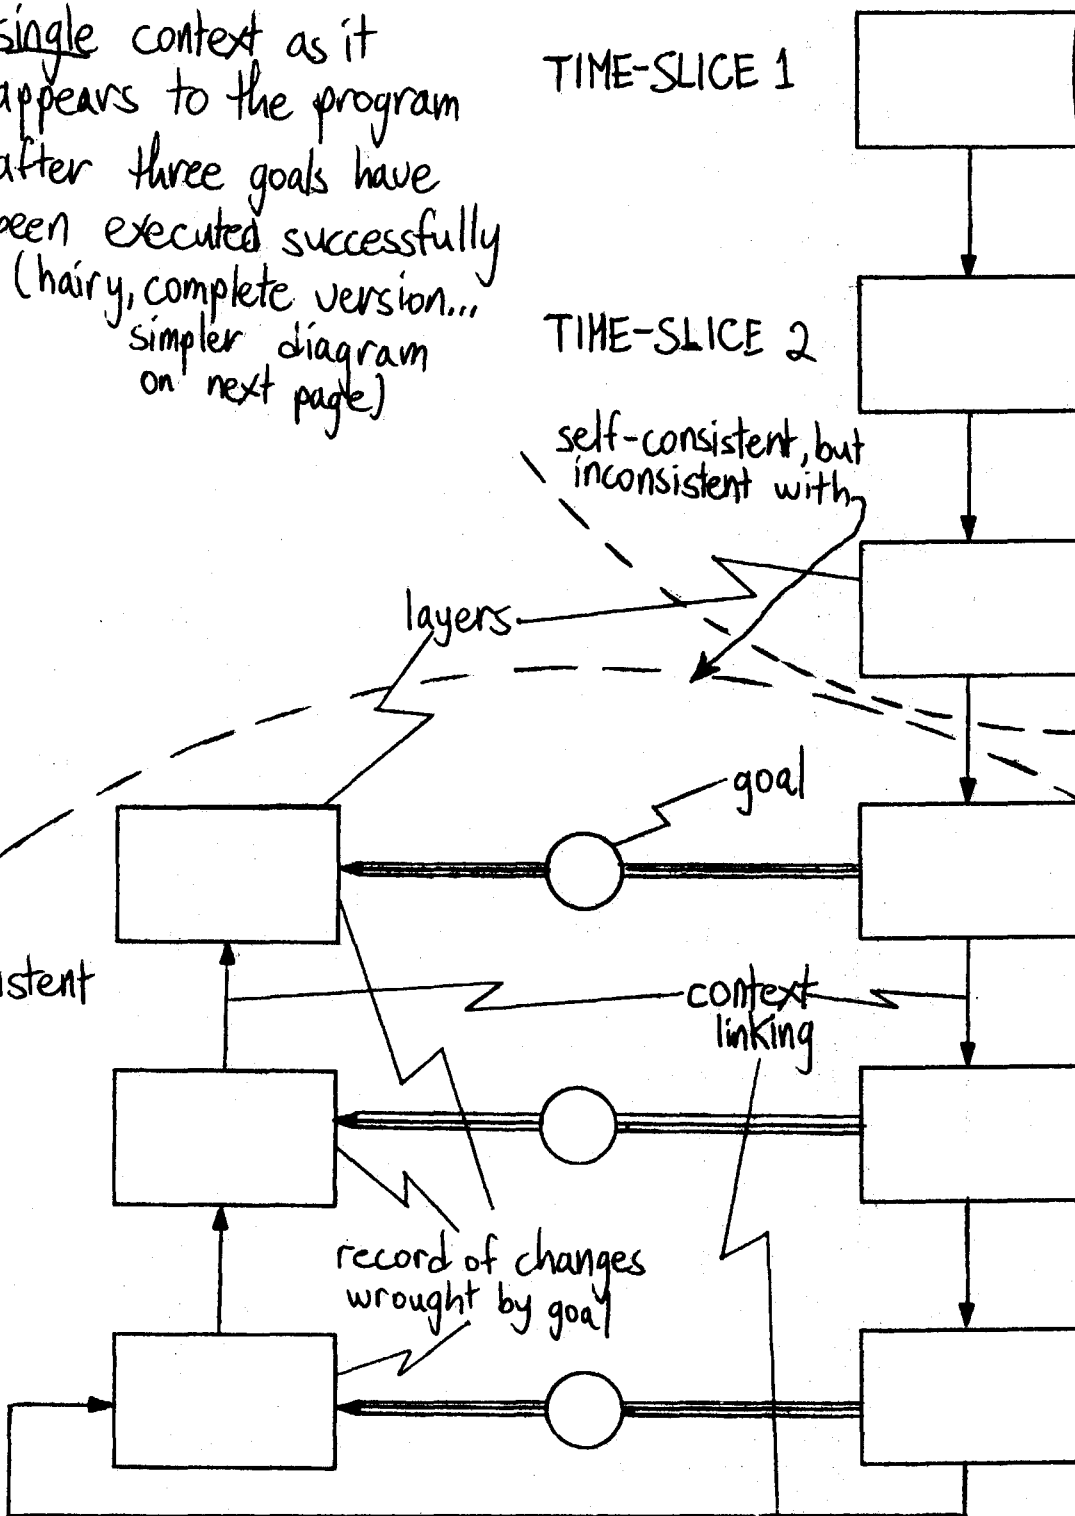 single context as it
appears to the program
after three goals have
been executed successfully
(hairy, complete version...
simpler diagram
on next page)
TIME-SLICE 1
TIME-SLICE 2
self-consistent, but
inconsistent with
layers
goal
istent
context
linking
record of changes
wrought by goal